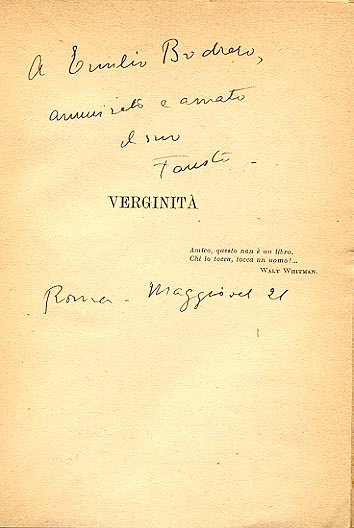 A Emilio Bodrero,
ammirato e amato
il suo
Fausto -
VERGINITÀ
Amico, questo non è un libro.
Chi lo tocca, tocca un uomo!...
WALT WHITMAN.
Roma - Maggio 21